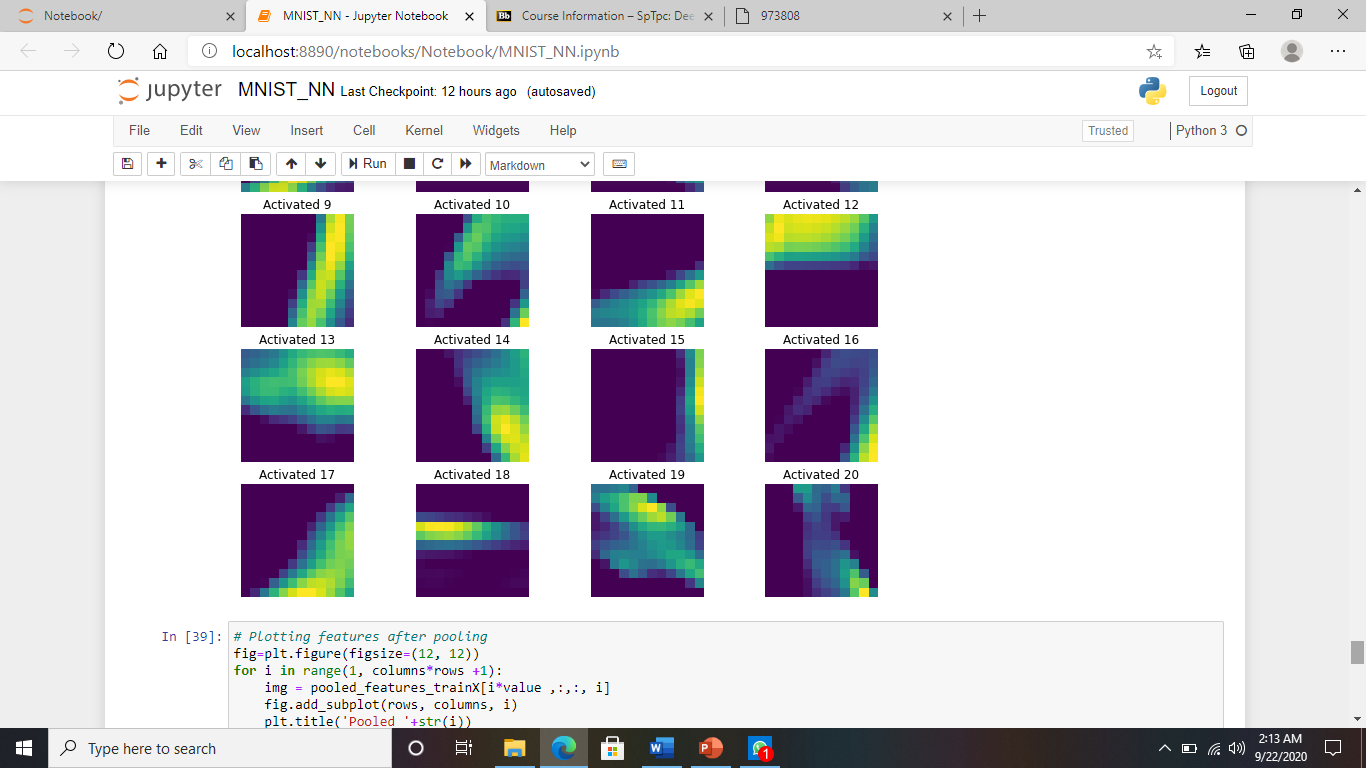 Notebook/
MNIST_NN - Jupyter Notebook
Bb Course Information – SpTpc: Dee
973808
localhost:8890/notebooks/Notebook/MNIST_NN.ipynb
jupyter MNIST_NN Last Checkpoint: 12 hours ago (autosaved)
Logout
File Edit View Insert Cell Kernel Widgets Help
Trusted
Python 3
Run
Markdown
Activated 9 Activated 10 Activated 11 Activated 12
Activated 13 Activated 14 Activated 15 Activated 16
Activated 17 Activated 18 Activated 19 Activated 20
In [39]: # Plotting features after pooling
fig=plt.figure(figsize=(12, 12))
for i in range(1, columns*rows +1):
    img = pooled_features_trainX[i*value ,:,:, i]
    fig.add_subplot(rows, columns, i)
    plt.title('Pooled '+str(i))
Type here to search
1
2:13 AM
9/22/2020